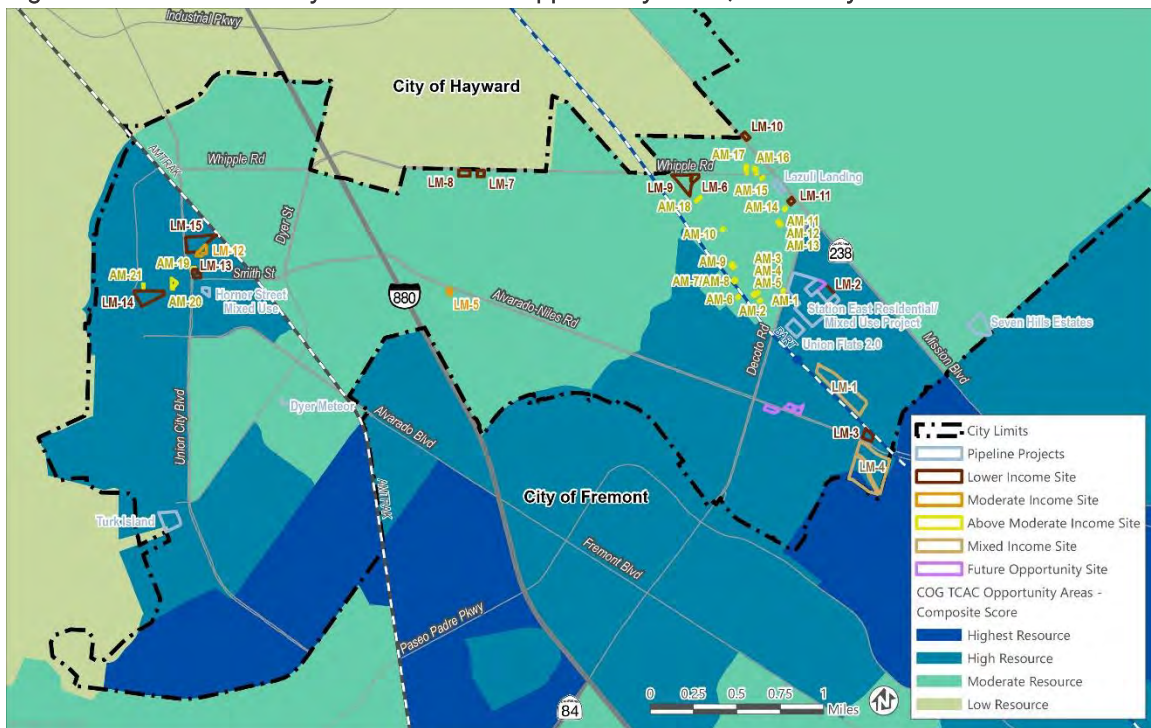 Industrial Pkwy
City of Hayward
AMTRAK
Whipple Rd
Whipple Rd
LM-10
AM-17
AM-16
LM-8
LM-7
LM-9
LM-6
AM-15
Lazuli Landing
LM-11
AM-18
AM-14
AM-11
AM-12
AM-13
AM-10
238
LM-15
LM-12
Dyer St
AM-19
LM-13
Smith St
AM-21
AM-20
LM-14
Horner Street
Mixed Use
880
LM-5
Alvarado-Niles Rd
AM-9
AM-3
AM-4
AM-5
AM-7/AM-8
AM-6
AM-2
AM-1
LM-2
Station East Residential/
Mixed Use Project
Seven Hills Estates
Union Flats 2.0
BART
Decoto Rd
Mission Blvd
LM-1
LM-3
LM-4
Dyer Meteor
Alvarado Blvd
Union City Blvd
AMTRAK
City of Fremont
Turk Island
Fremont Blvd
Paseo Padre Pkwy
84
0 0.25 0.5 0.75 1
Miles
N
City Limits
Pipeline Projects
Lower Income Site
Moderate Income Site
Above Moderate Income Site
Mixed Income Site
Future Opportunity Site
COG TCAC Opportunity Areas -
Composite Score
Highest Resource
High Resource
Moderate Resource
Low Resource